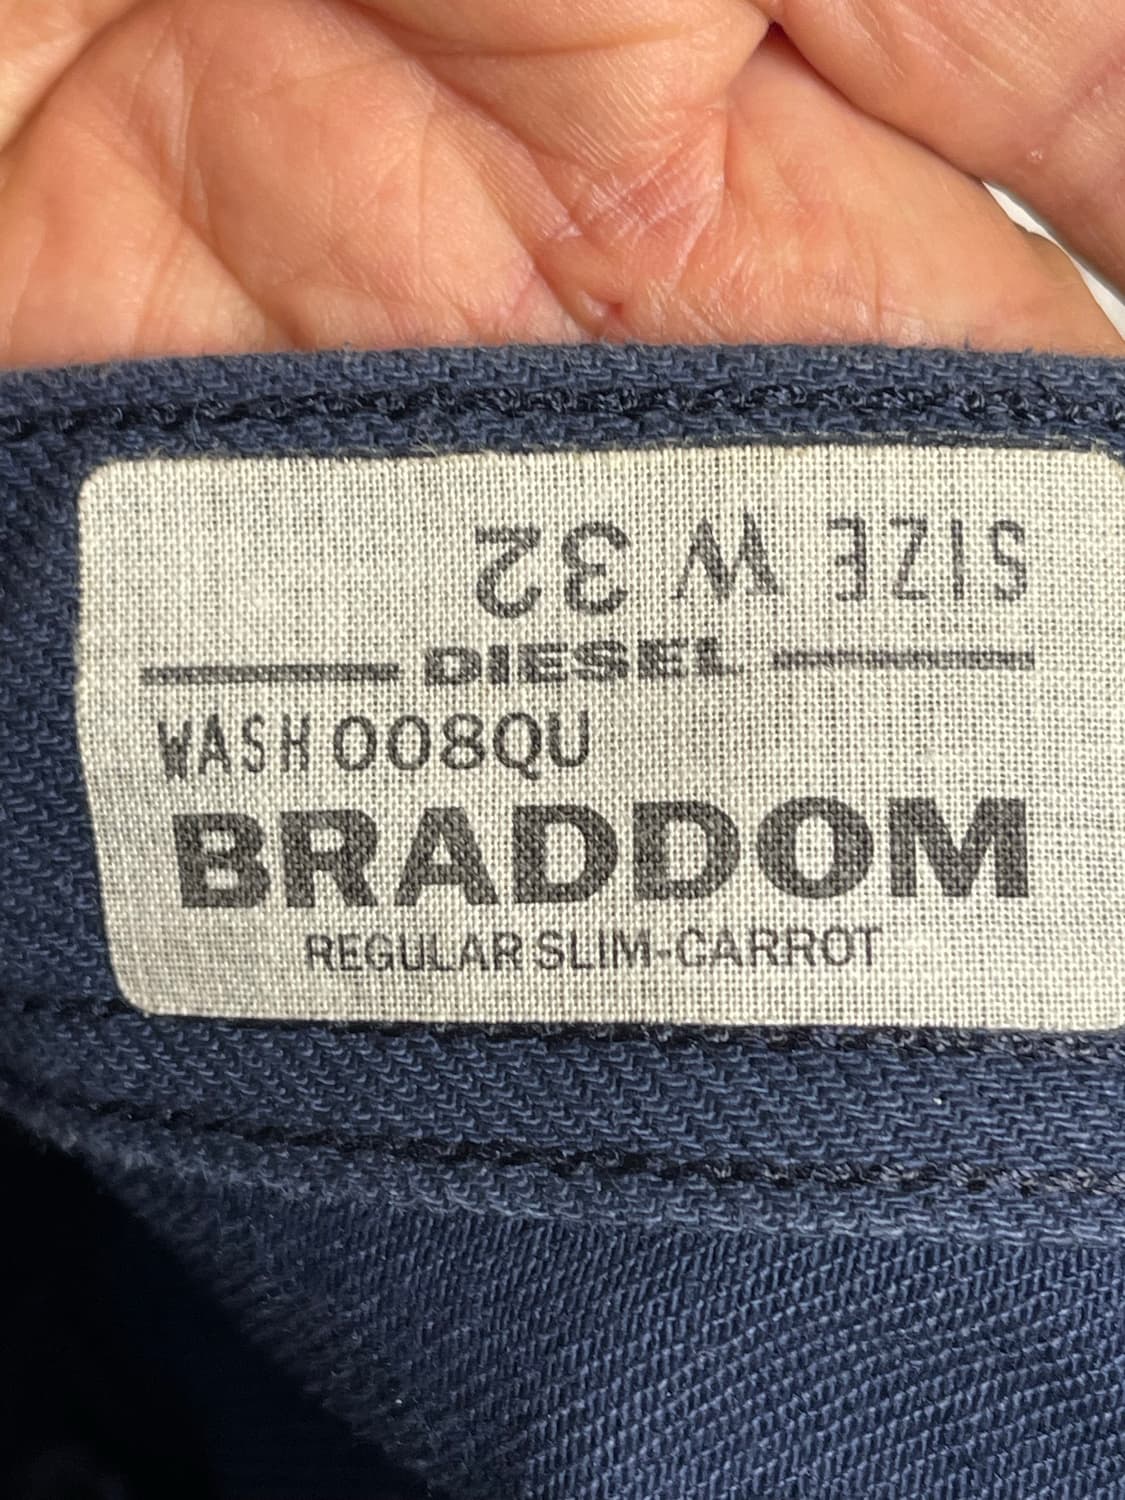 SIZE W 32
DIESEL
WASH 008QU
BRADDOM
REGULAR SLIM-CARROT